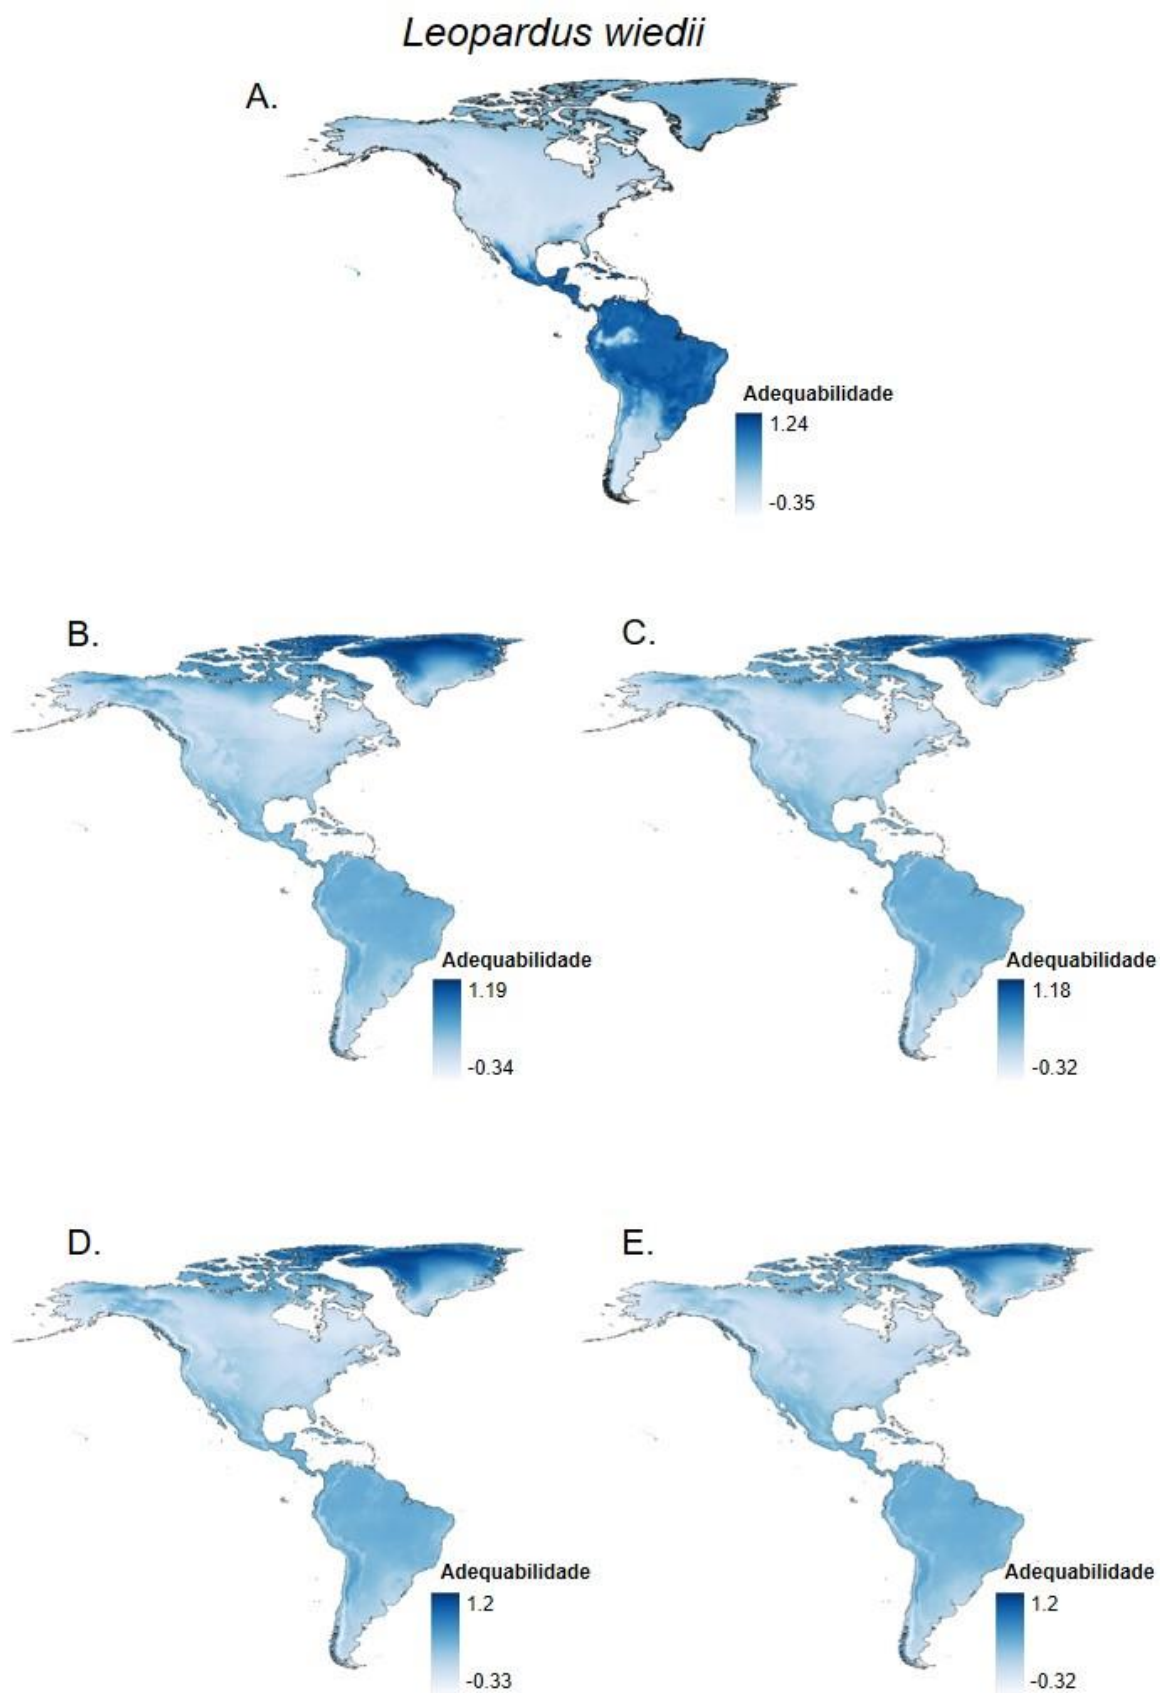 Leopardus wiedii
A.
Adequabilidade
1.24
-0.35
B.
C.
Adequabilidade
1.19
-0.34
Adequabilidade
1.18
-0.32
D.
E.
Adequabilidade
1.2
-0.33
Adequabilidade
1.2
-0.32